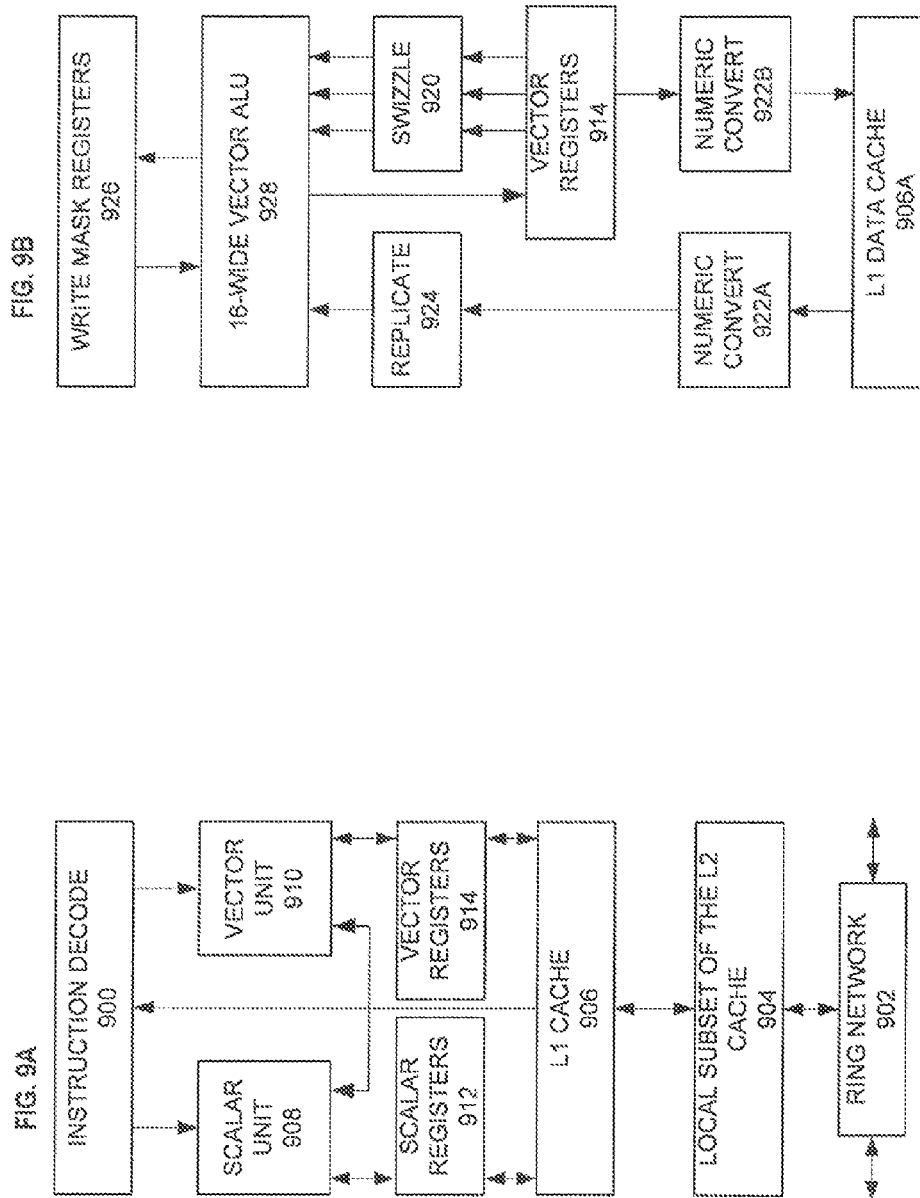 FIG. 9A
INSTRUCTION DECODE
900
SCALAR
UNIT
908
VECTOR
UNIT
910
SCALAR
REGISTERS
912
VECTOR
REGISTERS
914
L1 CACHE
906
LOCAL SUBSET OF THE L2
CACHE
904
RING NETWORK
902
FIG. 9B
WRITE MASK REGISTERS
926
16-WIDE VECTOR ALU
928
REPLICATE
924
SWIZZLE
920
VECTOR
REGISTERS
914
NUMERIC
CONVERT
922A
NUMERIC
CONVERT
922B
L1 DATA CACHE
906A